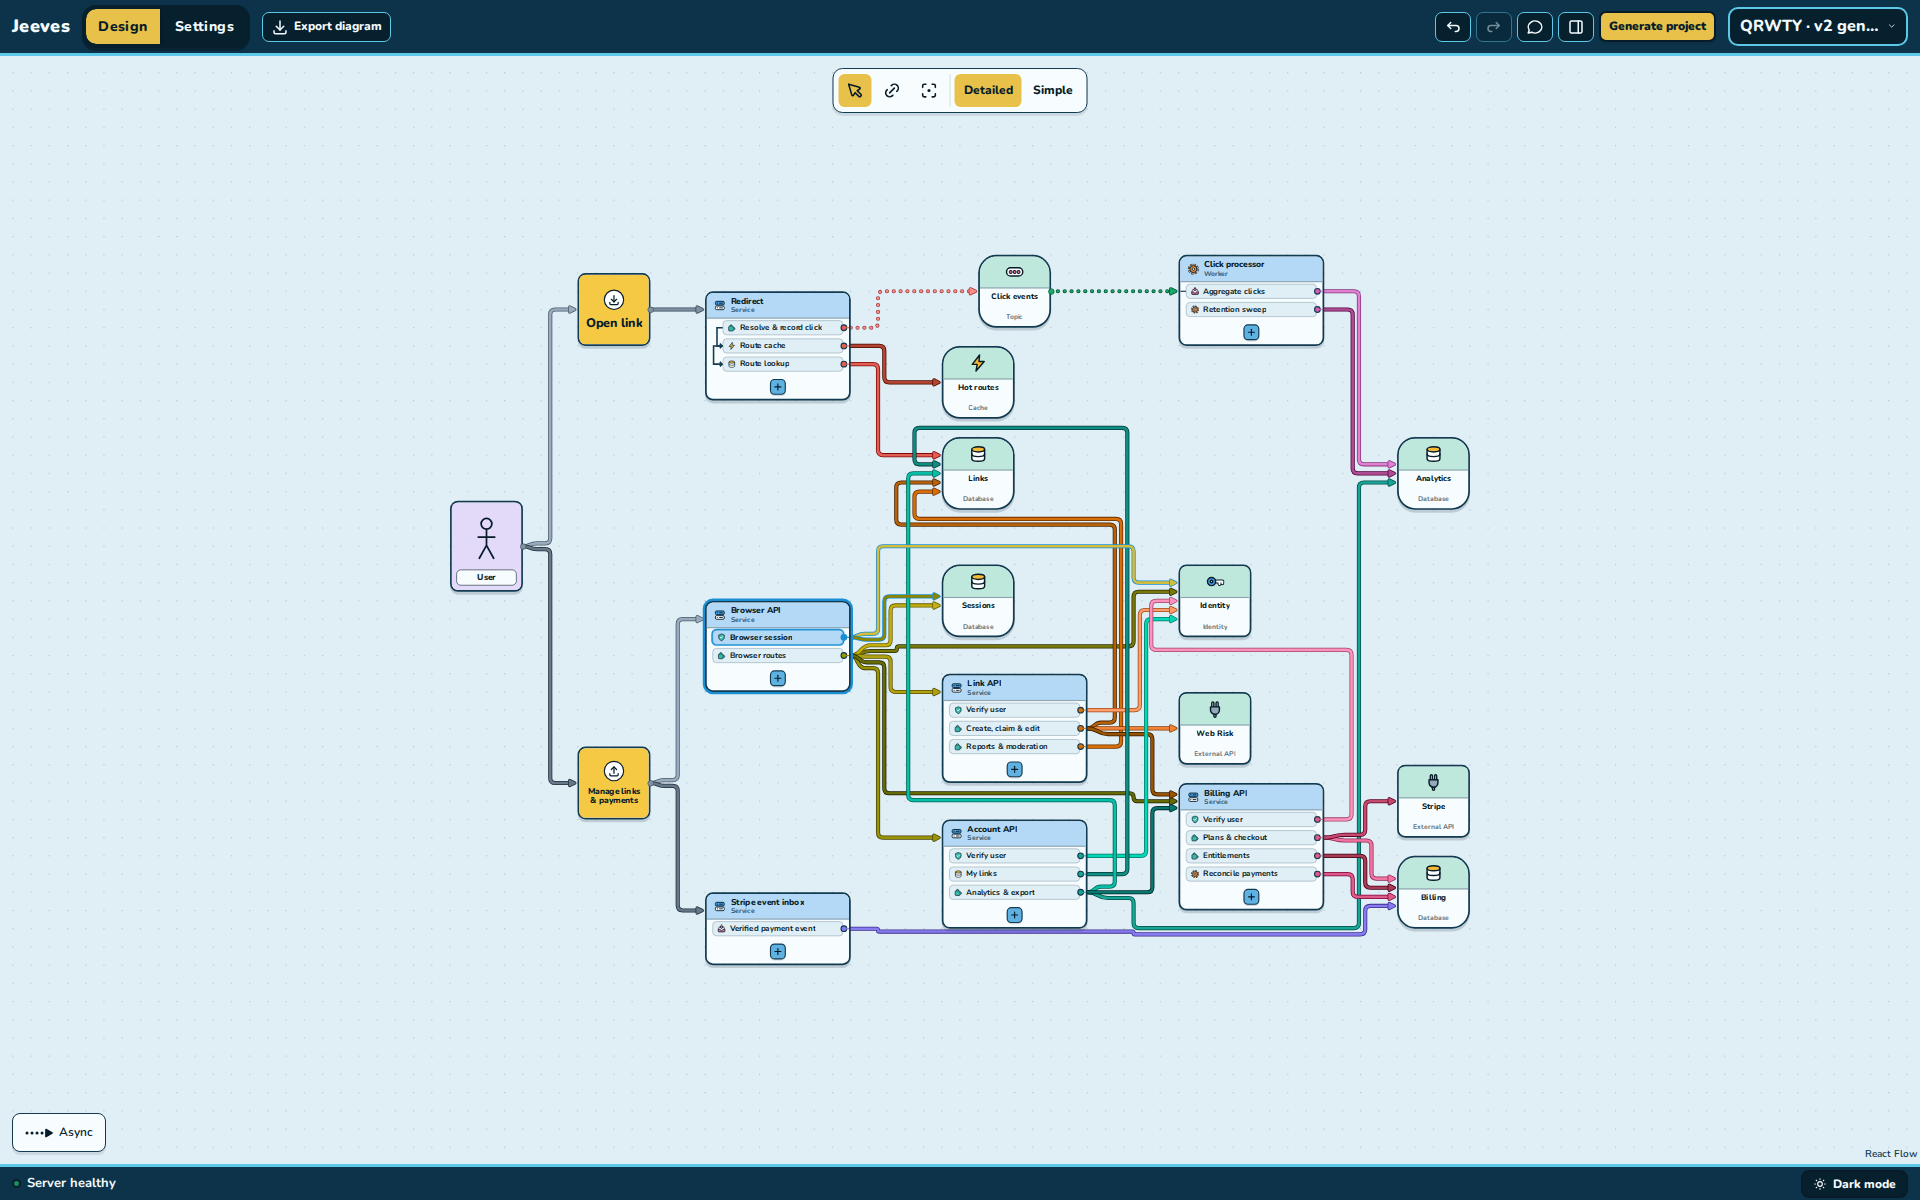 Jeeves
Design
Settings
Export diagram
Generate project
QRWTY · v2 gen...
Detailed
Simple
Open link
Redirect
Service
Resolve & record click
Route cache
Route lookup
Click events
Topic
Click processor
Worker
Aggregate clicks
Retention sweep
Hot routes
Cache
Links
Database
Analytics
Database
User
Browser API
Service
Browser session
Browser routes
Sessions
Database
Identity
Identity
Link API
Service
Verify user
Create, claim & edit
Reports & moderation
Web Risk
External API
Manage links
& payments
Billing API
Service
Verify user
Plans & checkout
Entitlements
Reconcile payments
Stripe
External API
Account API
Service
Verify user
My links
Analytics & export
Billing
Database
Stripe event inbox
Service
Verified payment event
Async
React Flow
Server healthy
Dark mode